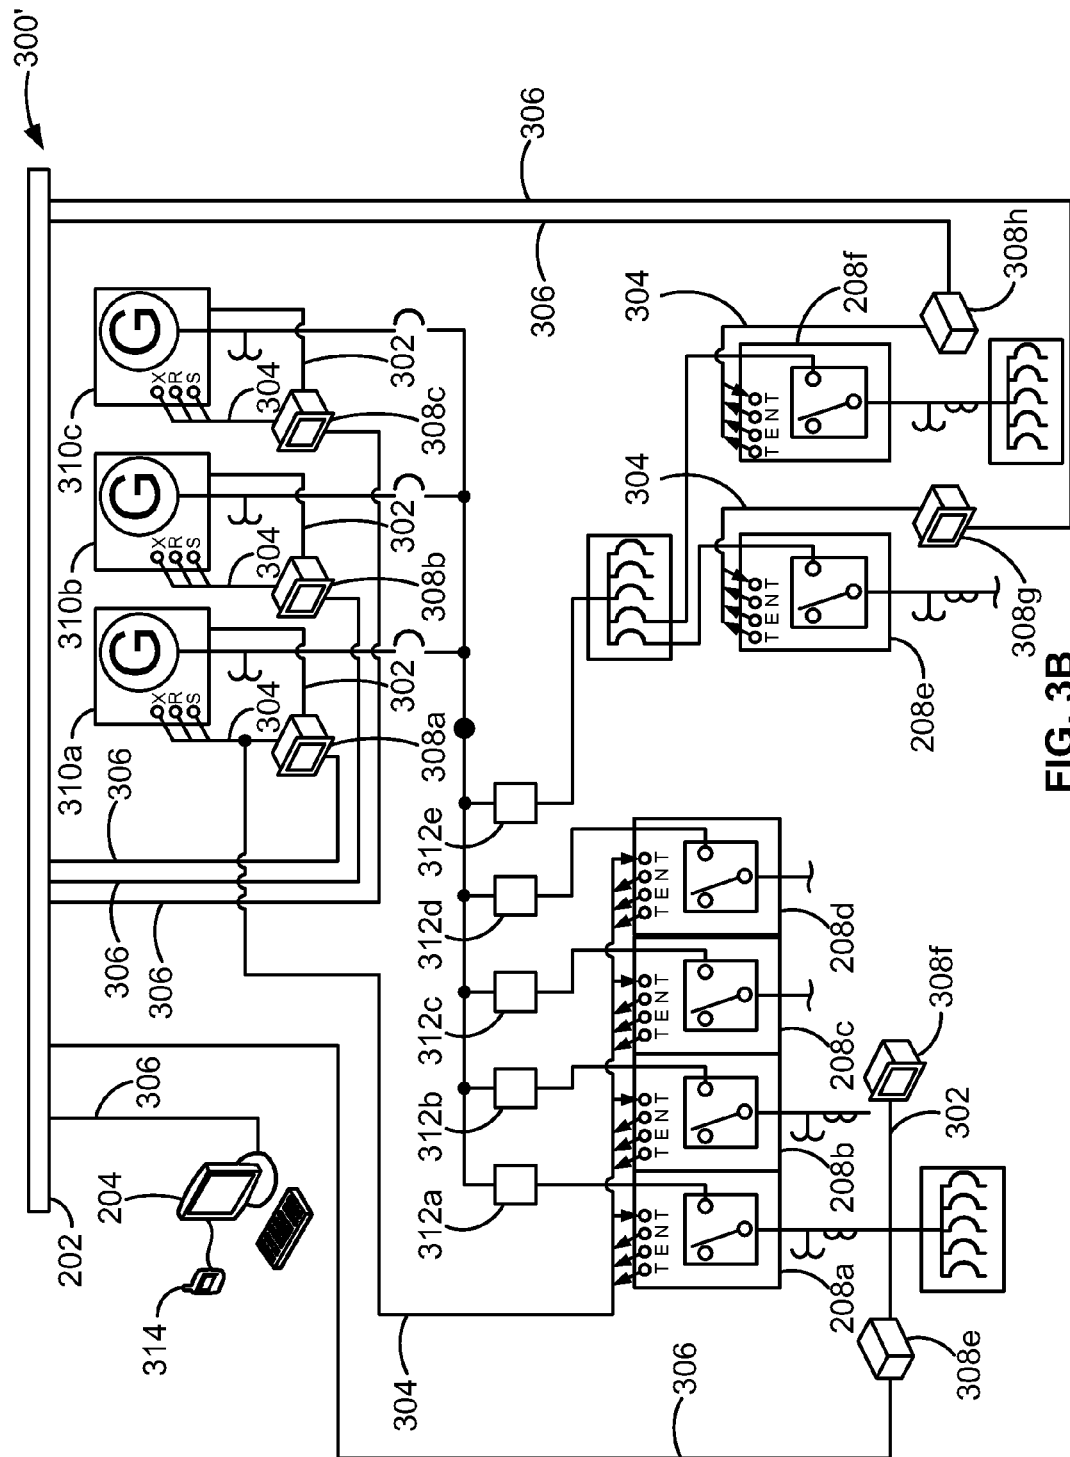 300'
202
204
314
306
306
306
306
310a
G
X
R
S
304
302
308a
310b
G
X
R
S
304
302
308b
310c
G
X
R
S
304
302
308c
306
306
312a
312b
312c
312d
312e
304
T E N T
208a
T E N T
208b
T E N T
208c
T E N T
208d
306
308e
302
308f
304
T E N T
208e
308g
304
T E N T
208f
308h
FIG. 3B
306